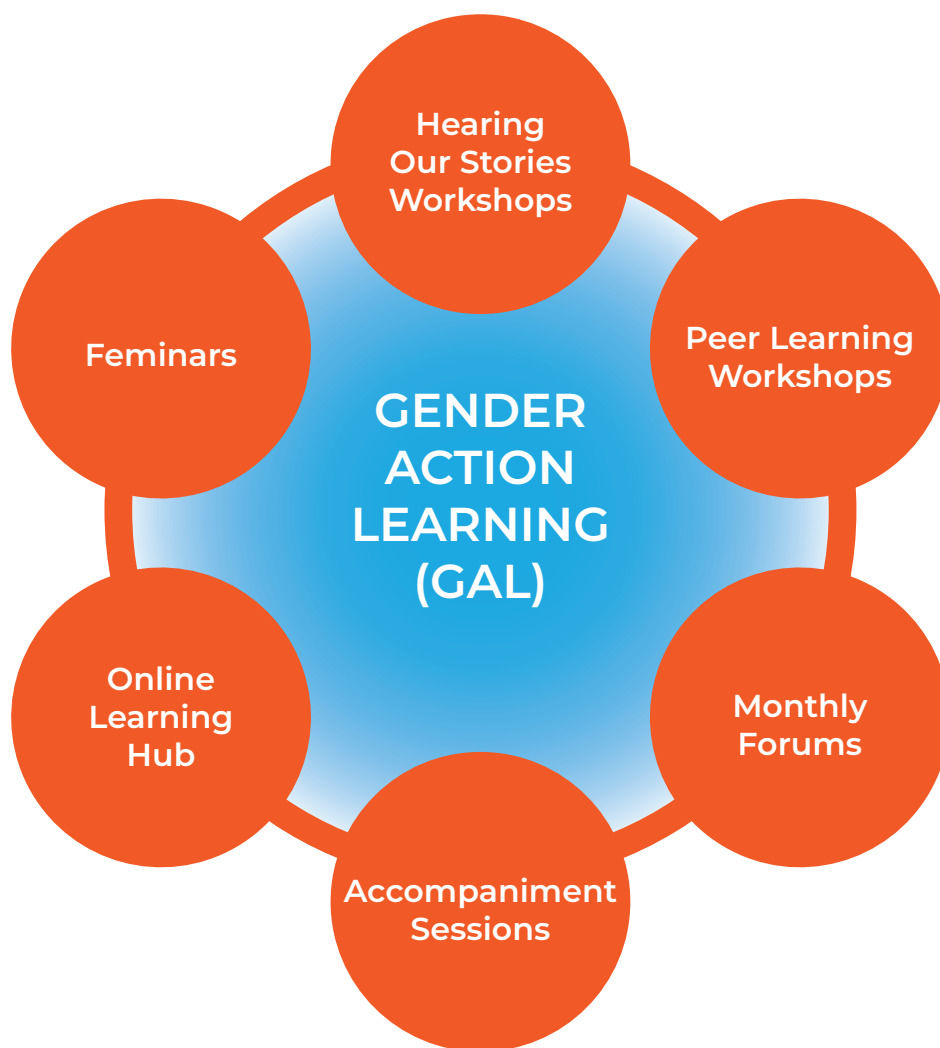 Hearing
Our Stories
Workshops
Peer Learning
Workshops
Monthly
Forums
Accompaniment
Sessions
Online
Learning
Hub
Feminars
GENDER
ACTION
LEARNING
(GAL)